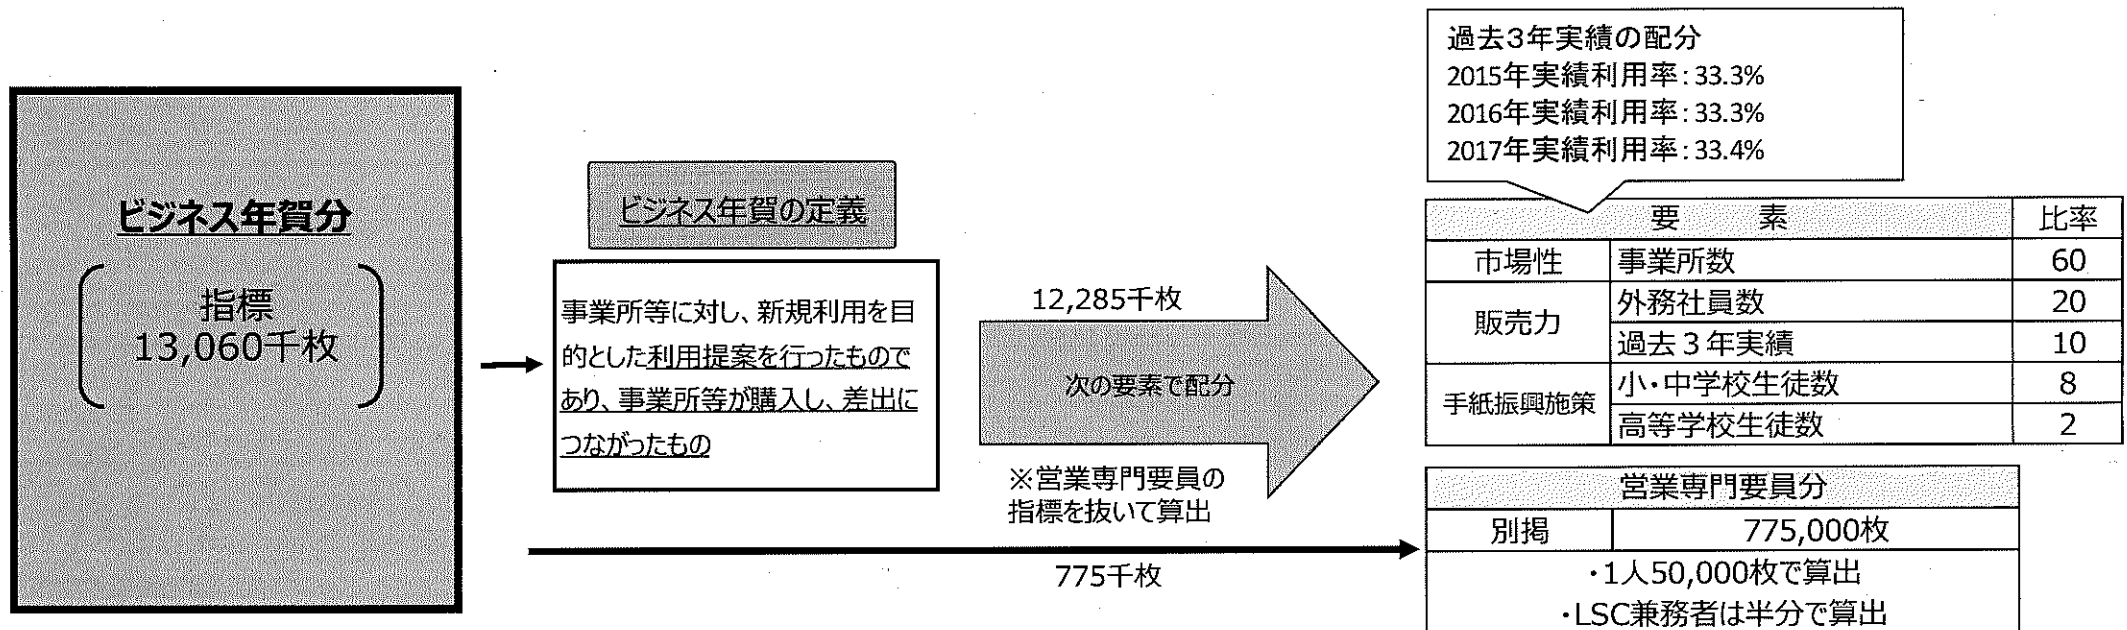 ビジネス年賀分
指標
13,060千枚
ビジネス年賀の定義
事業所等に対し、新規利用を目
的とした利用提案を行ったもので
あり、事業所等が購入し、差出に
つながったもの
12,285千枚
次の要素で配分
※営業専門要員の
指標を抜いて算出
775千枚
過去3年実績の配分
2015年実績利用率:33.3%
2016年実績利用率:33.3%
2017年実績利用率:33.4%
要 素 比率
市場性 事業所数 60
販売力 外務社員数 20
過去3年実績 10
手紙振興施策 小・中学校生徒数 8
高等学校生徒数 2
営業専門要員分
別掲 775,000枚
・1人50,000枚で算出
・LSC兼務者は半分で算出